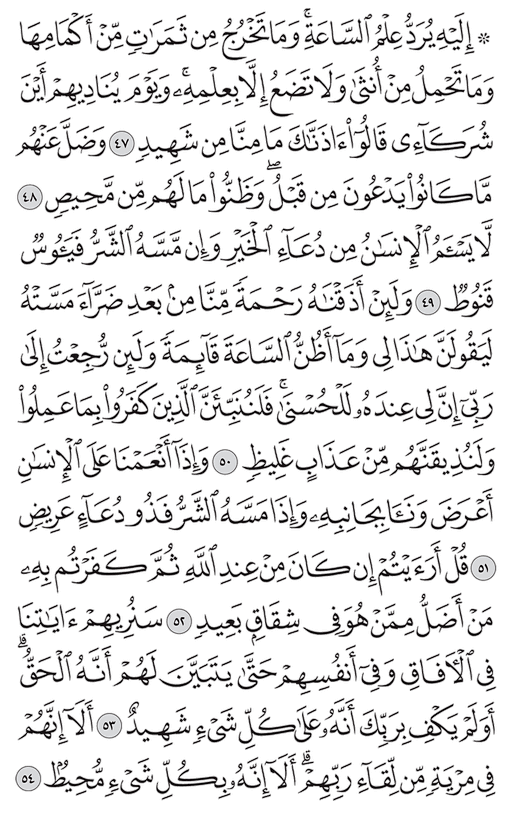 ۞ إِلَيْهِ يُرَدُّ عِلْمُ ٱلسَّاعَةِۚ وَمَا تَخْرُجُ مِن ثَمَرَٰتٍ مِّنْ أَكْمَامِهَا
وَمَا تَحْمِلُ مِنْ أُنثَىٰ وَلَا تَضَعُ إِلَّا بِعِلْمِهِۦۚ وَيَوْمَ يُنَادِيهِمْ أَيْنَ
شُرَكَآءِى قَالُوٓا۟ ءَاذَنَّٰكَ مَا مِنَّا مِن شَهِيدٍ ٤٧ وَضَلَّ عَنْهُم
مَّا كَانُوا۟ يَدْعُونَ مِن قَبْلُۖ وَظَنُّوا۟ مَا لَهُم مِّن مَّحِيصٍ ٤٨
لَّا يَسْـَٔمُ ٱلْإِنسَٰنُ مِن دُعَآءِ ٱلْخَيْرِ وَإِن مَّسَّهُ ٱلشَّرُّ فَيَـُٔوسٌ
قَنُوطٌ ٤٩ وَلَئِنْ أَذَقْنَٰهُ رَحْمَةً مِّنَّا مِنۢ بَعْدِ ضَرَّآءَ مَسَّتْهُ
لَيَقُولَنَّ هَٰذَا لِى وَمَآ أَظُنُّ ٱلسَّاعَةَ قَآئِمَةً وَلَئِن رُّجِعْتُ إِلَىٰ
رَبِّىٓ إِنَّ لِى عِندَهُۥ لَلْحُسْنَىٰۚ فَلَنُنَبِّئَنَّ ٱلَّذِينَ كَفَرُوا۟ بِمَا عَمِلُوا۟
وَلَنُذِيقَنَّهُم مِّنْ عَذَابٍ غَلِيظٍ ٥٠ وَإِذَآ أَنْعَمْنَا عَلَى ٱلْإِنسَٰنِ
أَعْرَضَ وَنَـَٔا بِجَانِبِهِۦ وَإِذَا مَسَّهُ ٱلشَّرُّ فَذُو دُعَآءٍ عَرِيضٍ
٥١ قُلْ أَرَءَيْتُمْ إِن كَانَ مِنْ عِندِ ٱللَّهِ ثُمَّ كَفَرْتُم بِهِۦ
مَنْ أَضَلُّ مِمَّنْ هُوَ فِى شِقَاقٍۭ بَعِيدٍ ٥٢ سَنُرِيهِمْ ءَايَٰتِنَا
فِى ٱلْءَافَاقِ وَفِىٓ أَنفُسِهِمْ حَتَّىٰ يَتَبَيَّنَ لَهُمْ أَنَّهُ ٱلْحَقُّۗ
أَوَلَمْ يَكْفِ بِرَبِّكَ أَنَّهُۥ عَلَىٰ كُلِّ شَىْءٍ شَهِيدٌ ٥٣ أَلَآ إِنَّهُمْ
فِى مِرْيَةٍ مِّن لِّقَآءِ رَبِّهِمْۗ أَلَآ إِنَّهُۥ بِكُلِّ شَىْءٍ مُّحِيطٌۢ ٥٤